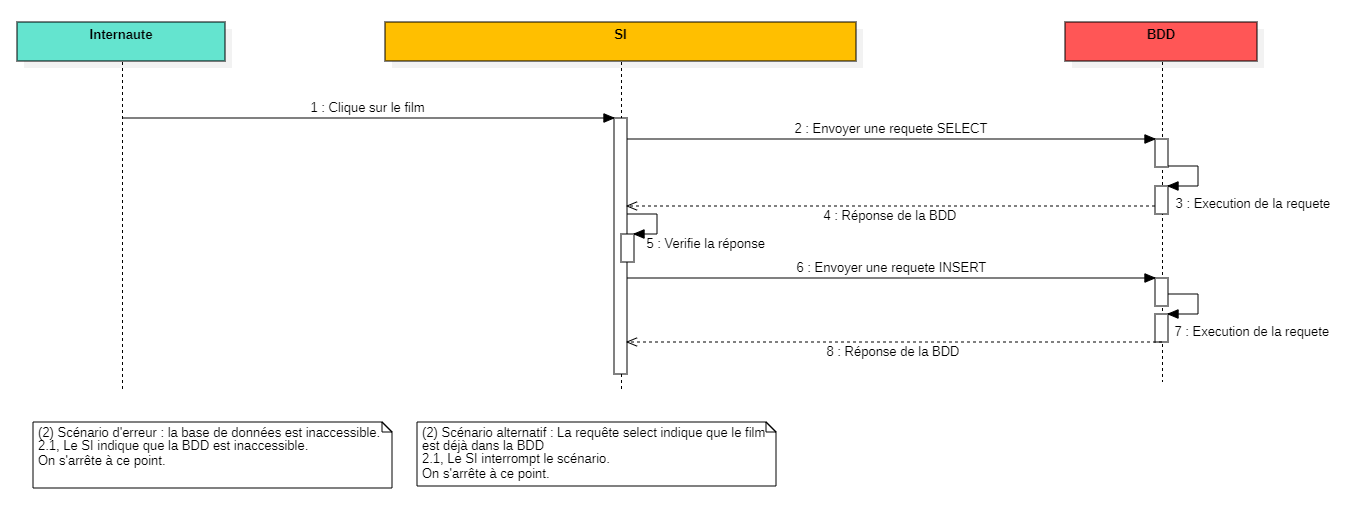 Internaute
SI
BDD
1 : Clique sur le film
2 : Envoyer une requete SELECT
3 : Execution de la requete
4 : Réponse de la BDD
5 : Verifie la réponse
6 : Envoyer une requete INSERT
7 : Execution de la requete
8 : Réponse de la BDD
(2) Scénario d'erreur : la base de données est inaccessible.
2.1, Le SI indique que la BDD est inaccessible.
On s'arrête à ce point.
(2) Scénario alternatif : La requête select indique que le film
est déjà dans la BDD
2.1, Le SI interrompt le scénario.
On s'arrête à ce point.